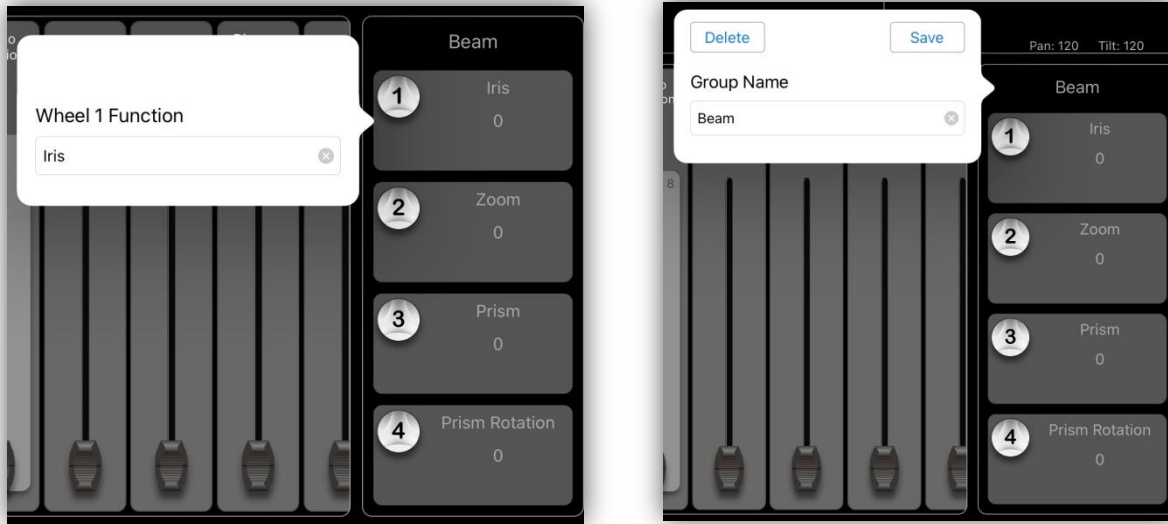 Beam
Wheel 1 Function
Iris
1
Iris
0
2
Zoom
0
3
Prism
0
4
Prism Rotation
0
Delete
Save
Group Name
Beam
Pan: 120 Tilt: 120
Beam
8
1
Iris
0
2
Zoom
0
3
Prism
0
4
Prism Rotation
0